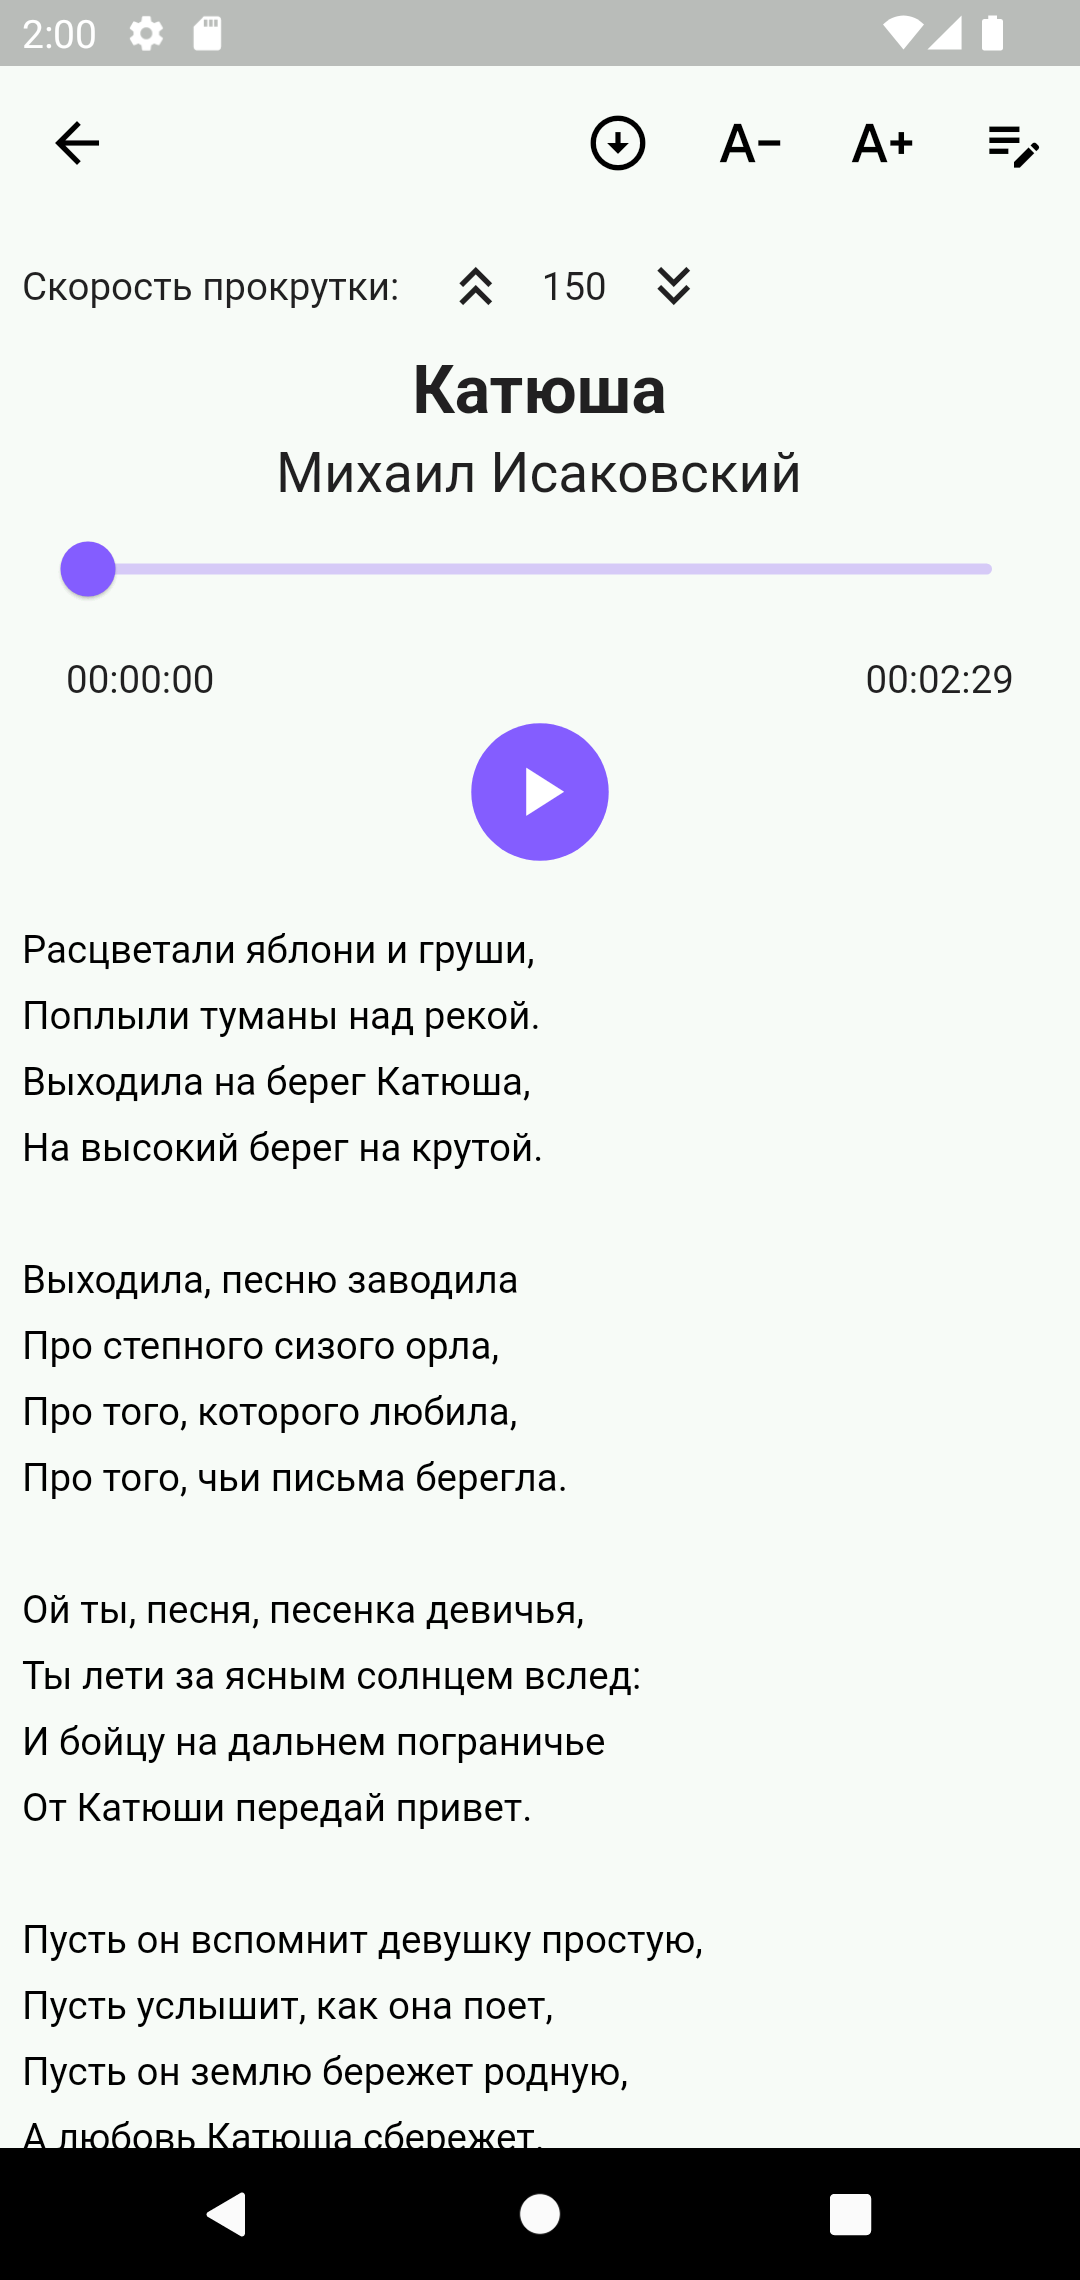 2:00
A− A+
Скорость прокрутки: 150
Катюша
Михаил Исаковский
00:00:00 00:02:29
Расцветали яблони и груши,
Поплыли туманы над рекой.
Выходила на берег Катюша,
На высокий берег на крутой.
Выходила, песню заводила
Про степного сизого орла,
Про того, которого любила,
Про того, чьи письма берегла.
Ой ты, песня, песенка девичья,
Ты лети за ясным солнцем вслед:
И бойцу на дальнем пограничье
От Катюши передай привет.
Пусть он вспомнит девушку простую,
Пусть услышит, как она поет,
Пусть он землю бережет родную,
А любовь Катюша сбережет.